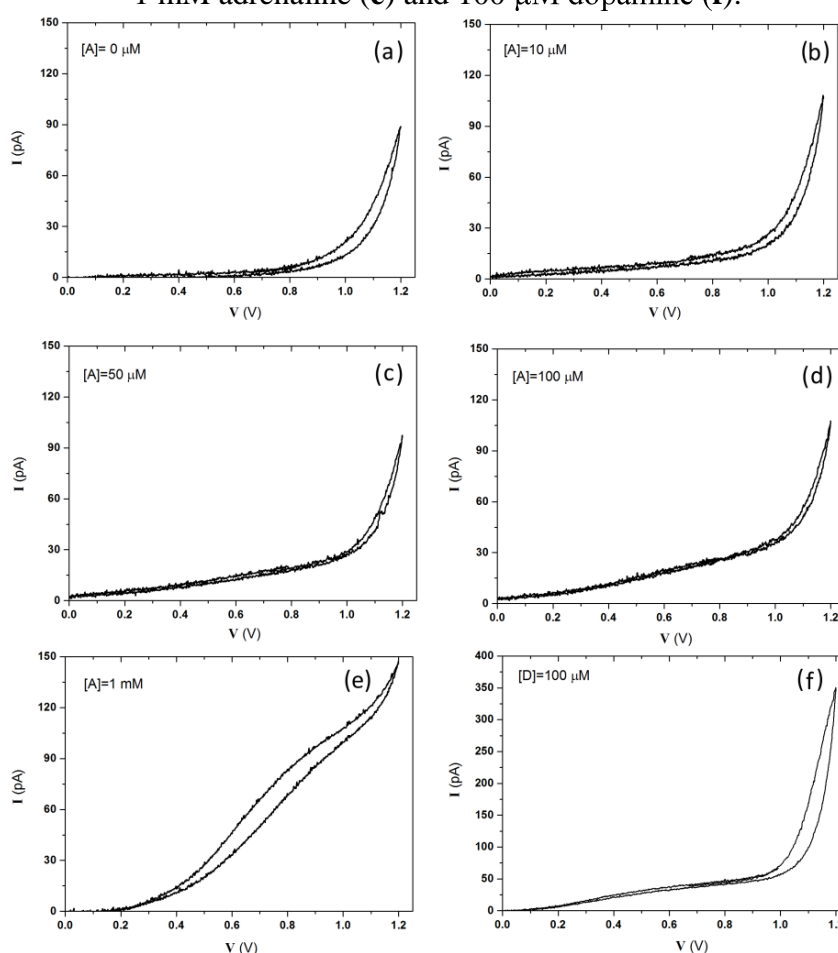 1 mM adrenaline (e) and 100 μM dopamine (f).
[A]= 0 μM
(a)
150
120
90
60
30
0
I (pA)
0.0 0.2 0.4 0.6 0.8 1.0 1.2
V (V)
[A]=10 μM
(b)
150
120
90
60
30
0
I (pA)
0.0 0.2 0.4 0.6 0.8 1.0 1.2
V (V)
[A]=50 μM
(c)
150
120
90
60
30
0
I (pA)
0.0 0.2 0.4 0.6 0.8 1.0 1.2
V (V)
[A]=100 μM
(d)
150
120
90
60
30
0
I (pA)
0.0 0.2 0.4 0.6 0.8 1.0 1.2
V (V)
[A]=1 mM
(e)
150
120
90
60
30
0
I (pA)
0.0 0.2 0.4 0.6 0.8 1.0 1.2
V (V)
[D]=100 μM
(f)
400
350
300
250
200
150
100
50
0
I (pA)
0.0 0.2 0.4 0.6 0.8 1.0 1.2
V (V)